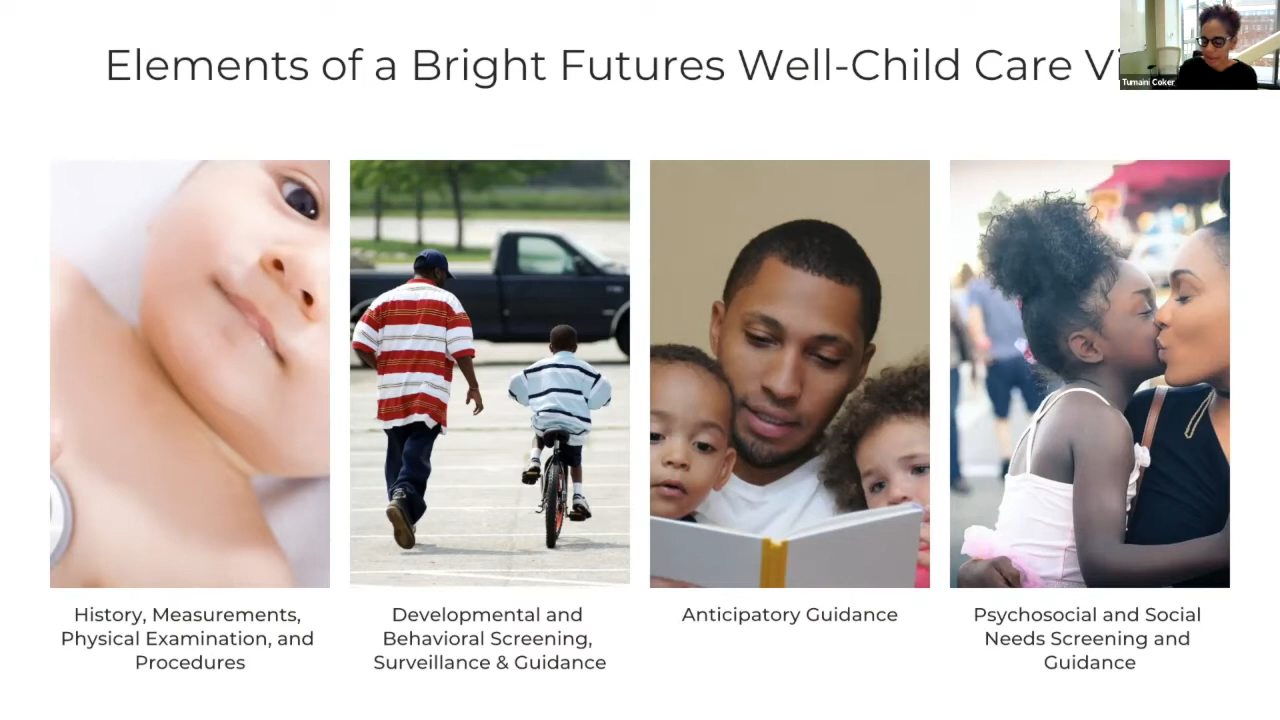 Elements of a Bright Futures Well-Child Care Vi
Tumaini Coker
History, Measurements,
Physical Examination, and
Procedures
Developmental and
Behavioral Screening,
Surveillance & Guidance
Anticipatory Guidance
Psychosocial and Social
Needs Screening and
Guidance